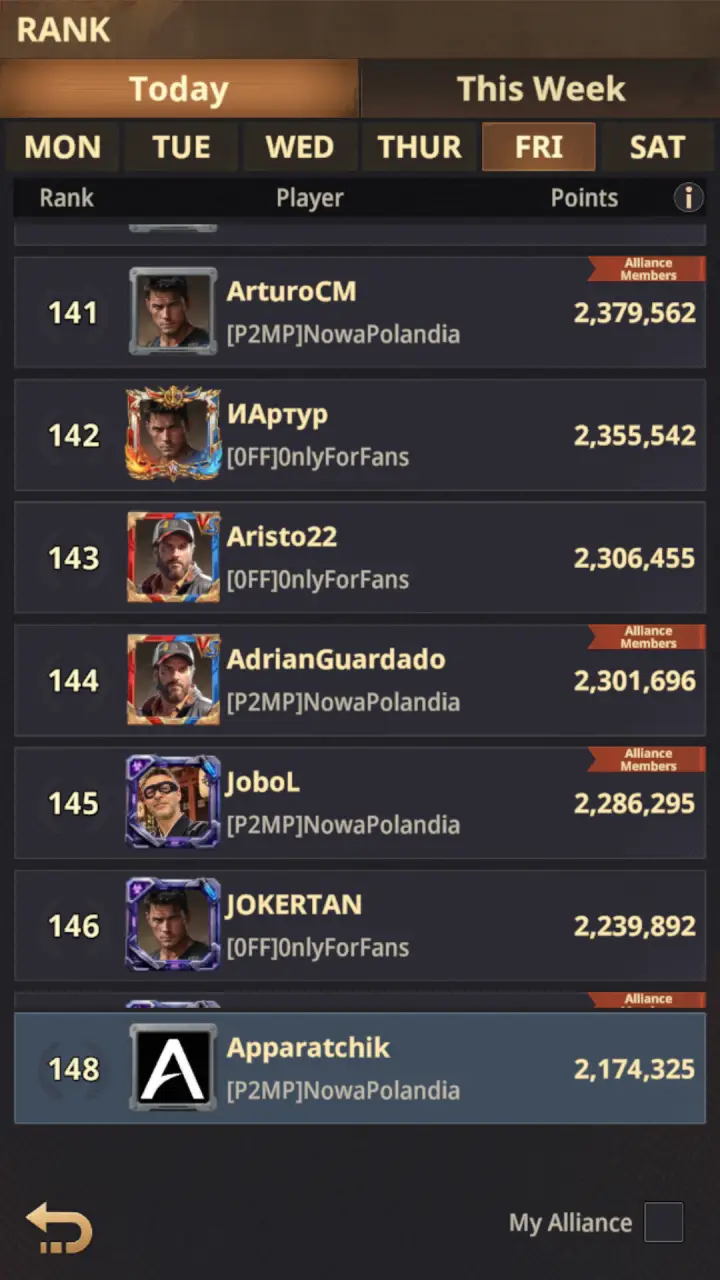 RANK
Today
This Week
MON
TUE
WED
THUR
FRI
SAT
Rank
Player
Points
i
Alliance
Members
141
ArturoCM
[P2MP]NowaPolandia
2,379,562
142
ИАртур
[0FF]0nlyForFans
2,355,542
143
Aristo22
[0FF]0nlyForFans
2,306,455
Alliance
Members
144
AdrianGuardado
[P2MP]NowaPolandia
2,301,696
Alliance
Members
145
JoboL
[P2MP]NowaPolandia
2,286,295
146
JOKERTAN
[0FF]0nlyForFans
2,239,892
Alliance
148
Apparatchik
[P2MP]NowaPolandia
2,174,325
My Alliance